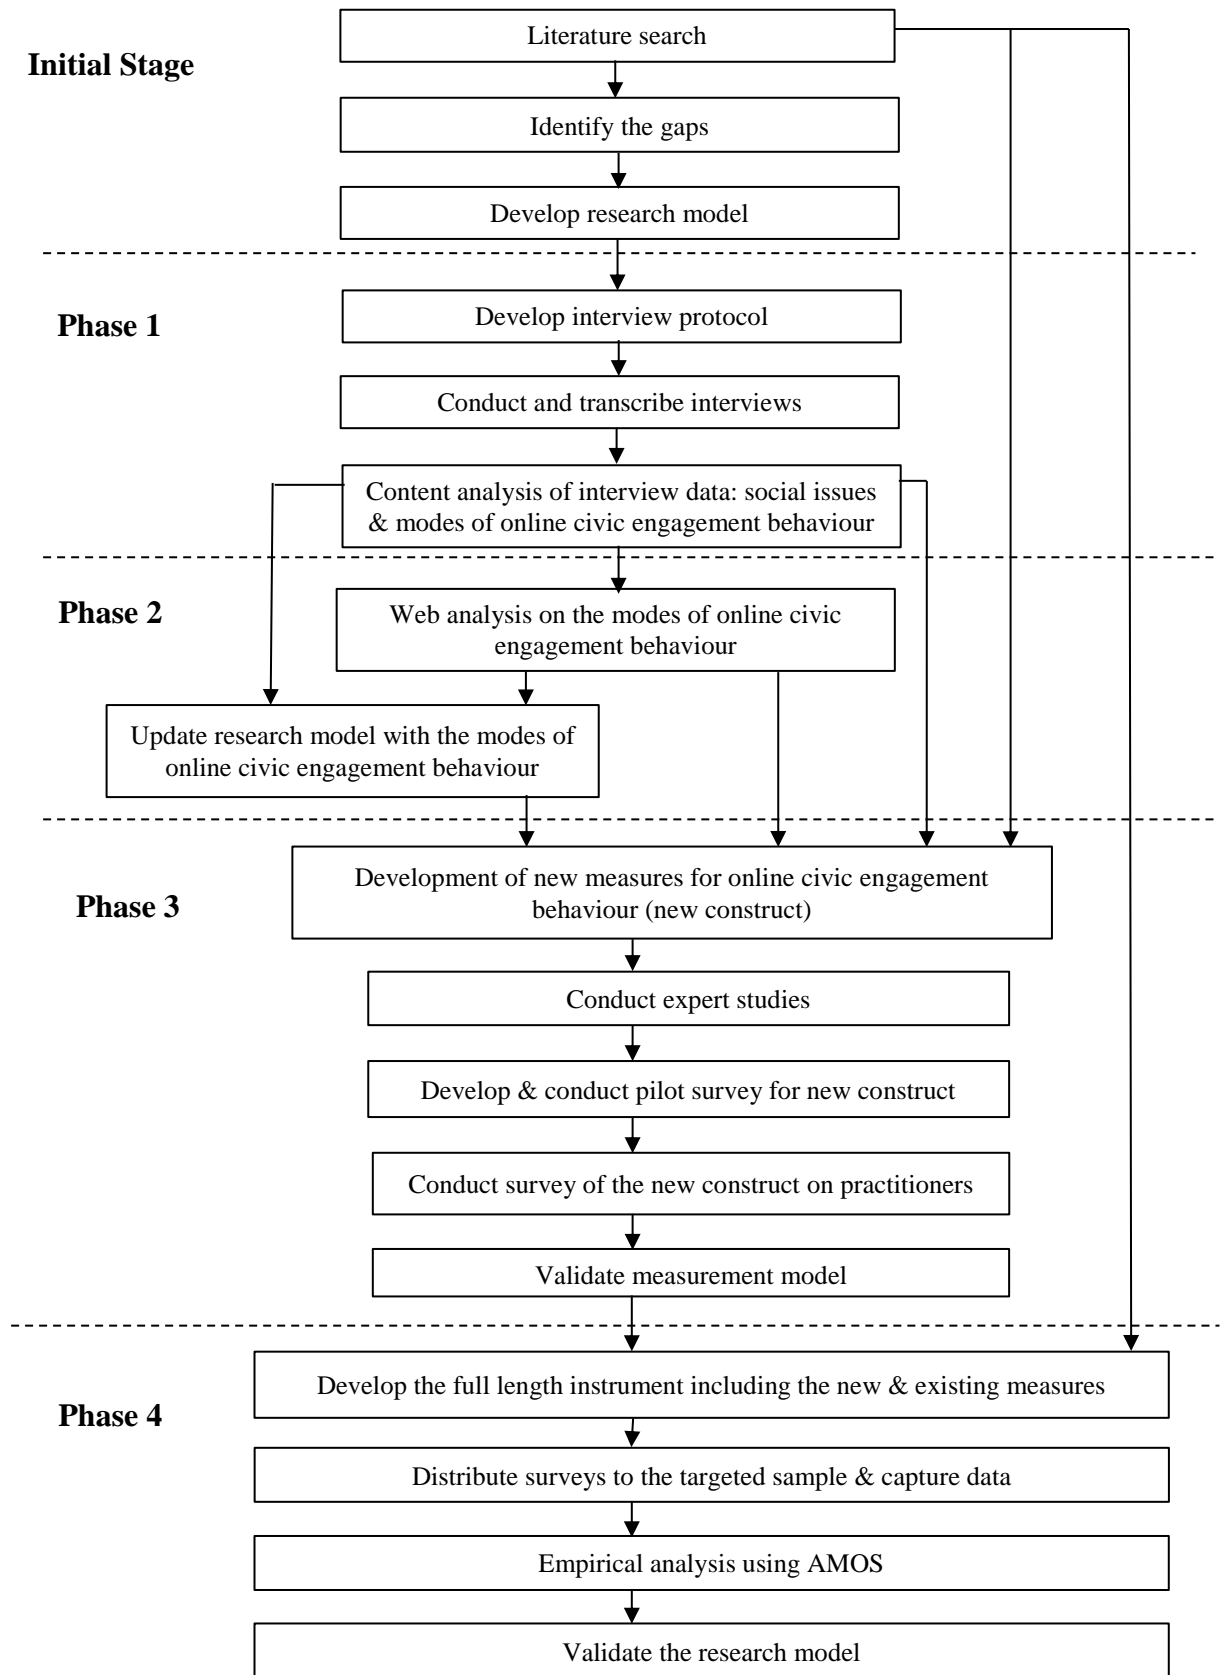 Literature search
Initial Stage
Identify the gaps
Develop research model
Phase 1
Develop interview protocol
Conduct and transcribe interviews
Content analysis of interview data: social issues
& modes of online civic engagement behaviour
Phase 2
Web analysis on the modes of online civic
engagement behaviour
Update research model with the modes of
online civic engagement behaviour
Phase 3
Development of new measures for online civic engagement
behaviour (new construct)
Conduct expert studies
Develop & conduct pilot survey for new construct
Conduct survey of the new construct on practitioners
Validate measurement model
Phase 4
Develop the full length instrument including the new & existing measures
Distribute surveys to the targeted sample & capture data
Empirical analysis using AMOS
Validate the research model